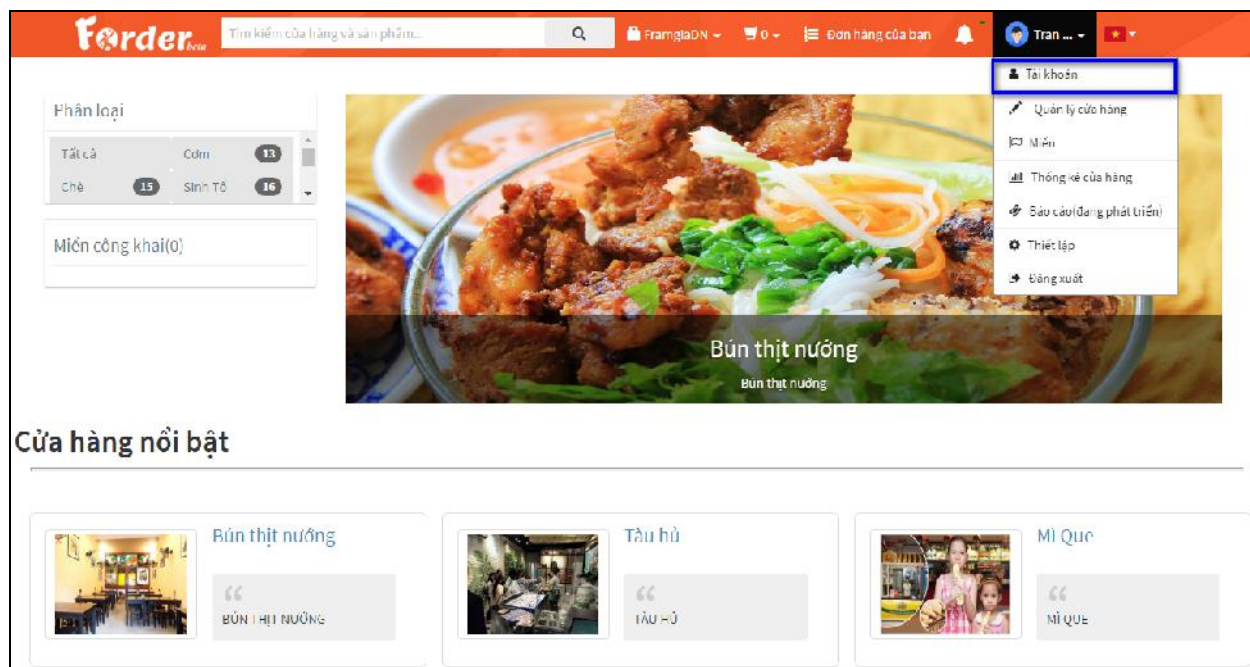 Forder beta
Tìm kiếm cửa hàng và sản phẩm...
FramgiaDN
0
Đơn hàng của bạn
Tran ...
Tài khoản
Quản lý cửa hàng
Miền
Thống kê cửa hàng
Báo cáo(đang phát triển)
Thiết lập
Đăng xuất
Phân loại
Tất cả
Cơm 13
Chè 15
Sinh Tố 16
Miền công khai(0)
Bún thịt nướng
Bún thịt nướng
Cửa hàng nổi bật
Bún thịt nướng
BÚN THỊT NƯỚNG
Tàu hủ
TÀU HỦ
Mì Que
MÌ QUE